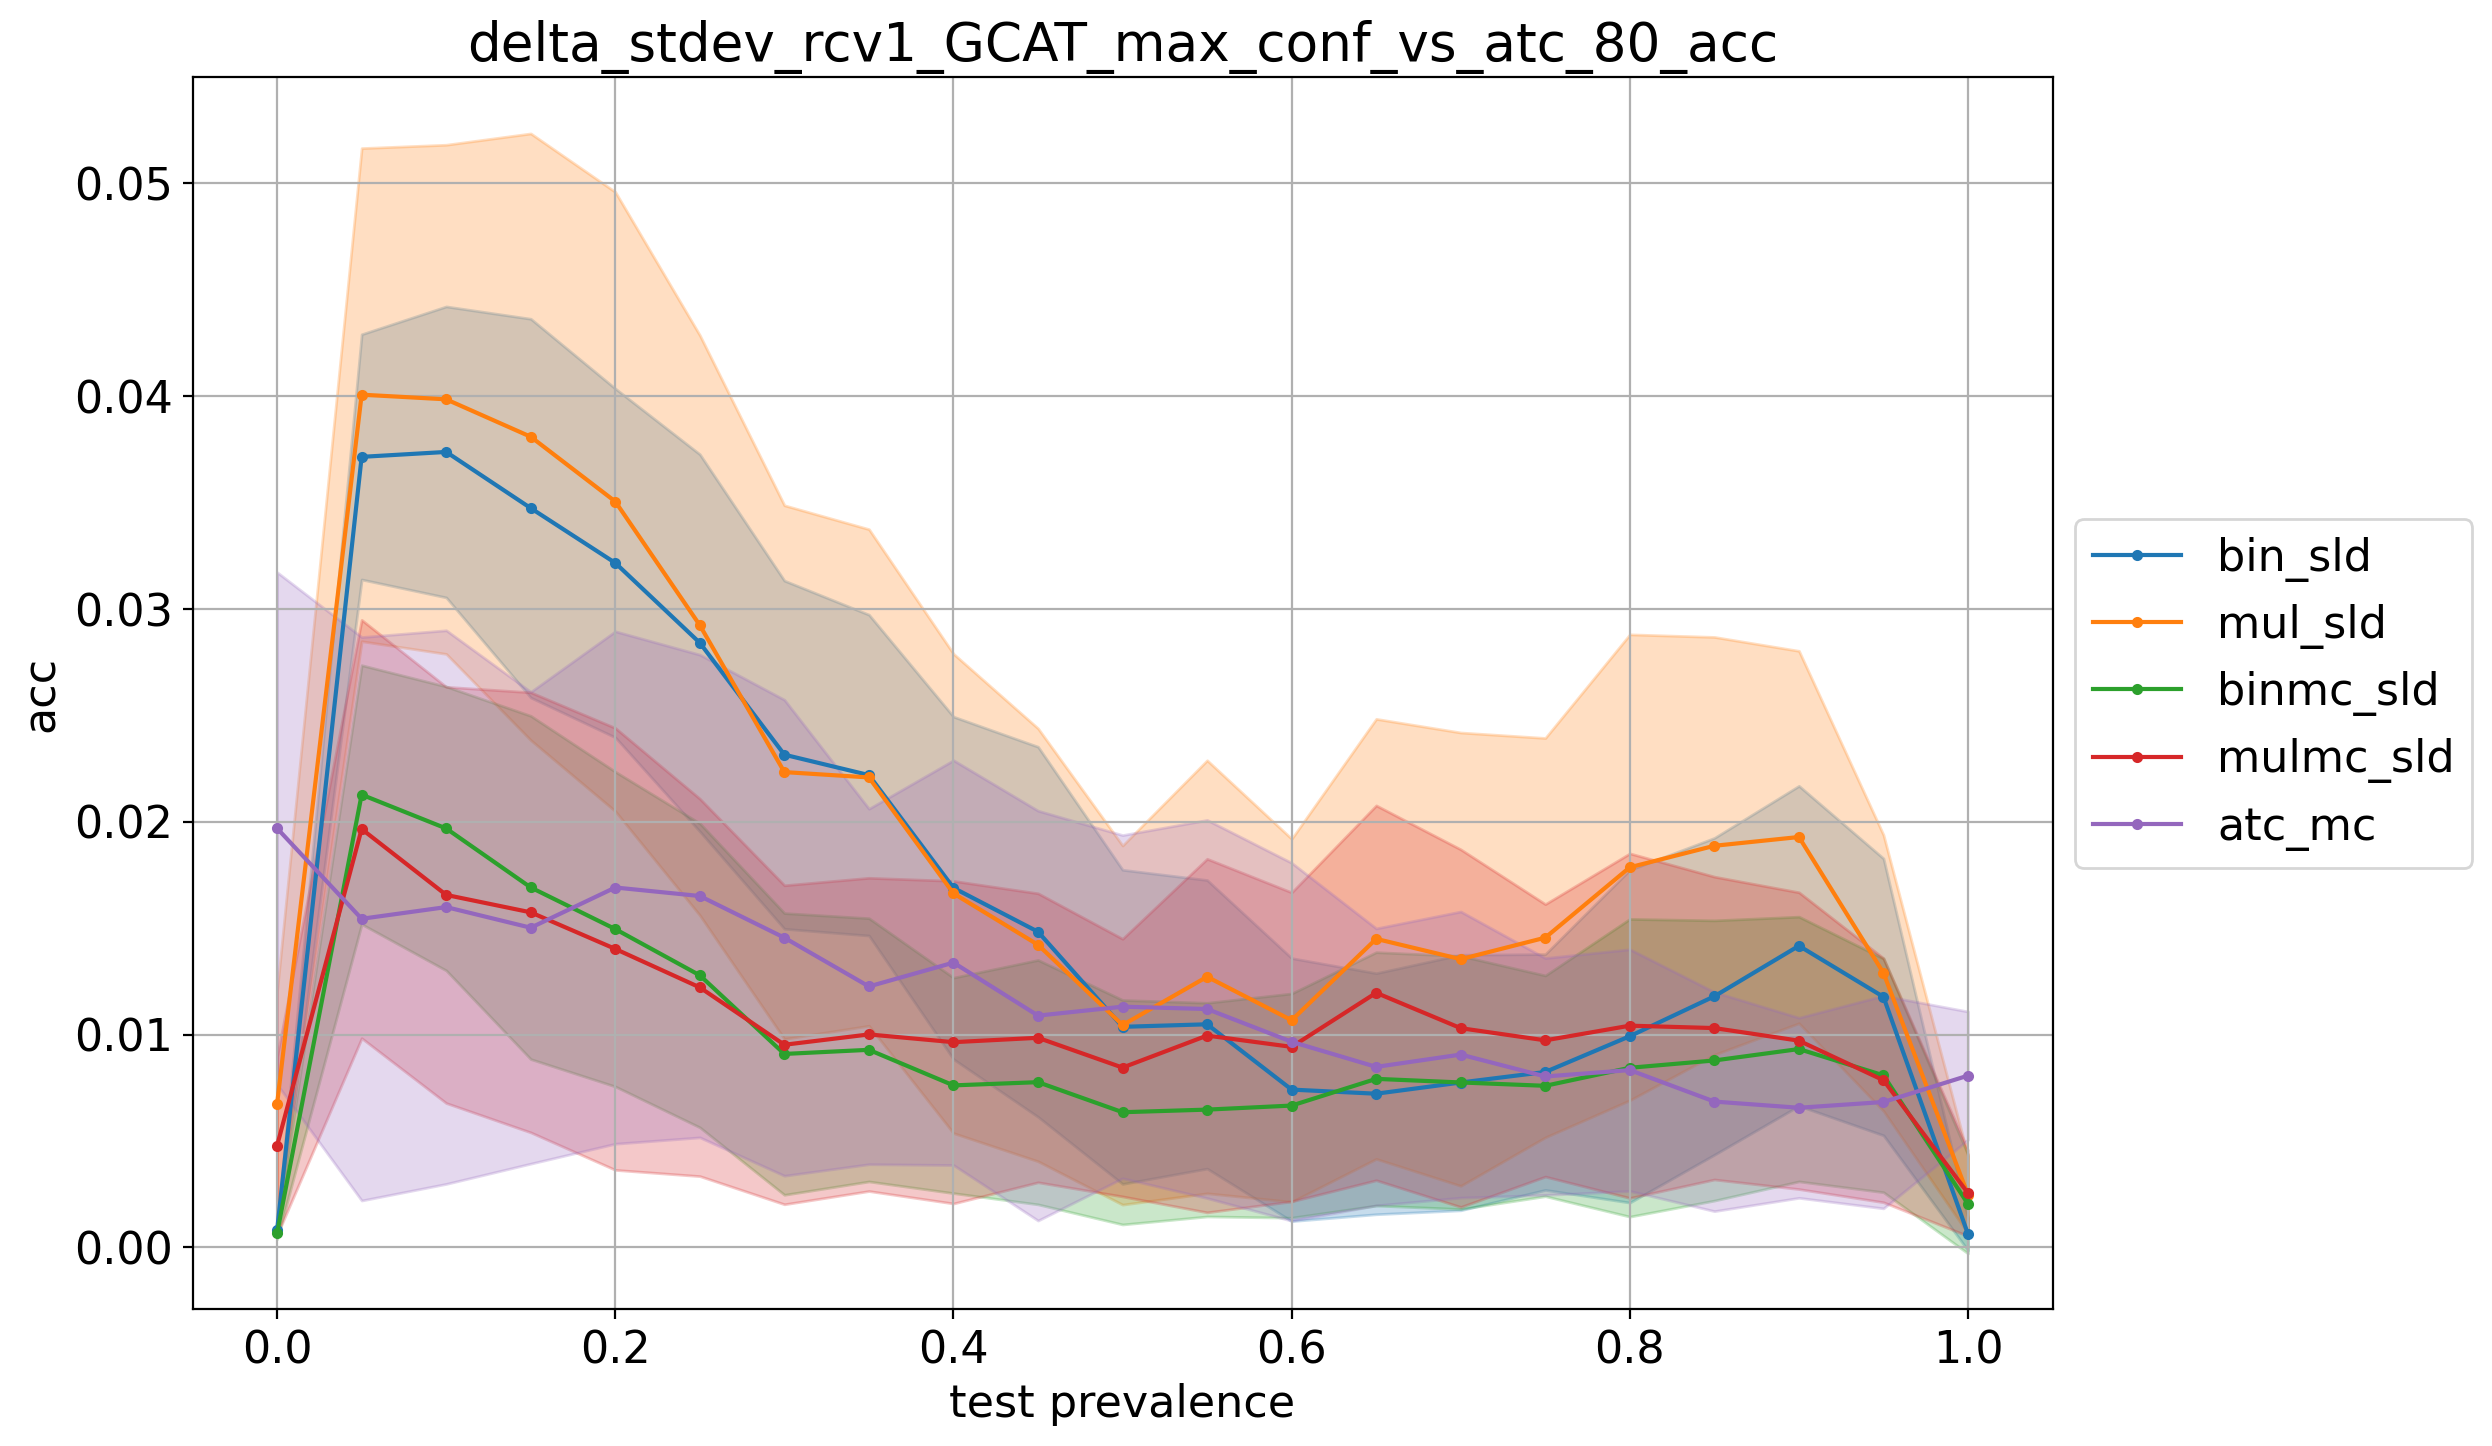 delta_stdev_rcv1_GCAT_max_conf_vs_atc_80_acc
acc
0.05
0.04
0.03
0.02
0.01
0.00
0.0 0.2 0.4 0.6 0.8 1.0
test prevalence
bin_sld
mul_sld
binmc_sld
mulmc_sld
atc_mc